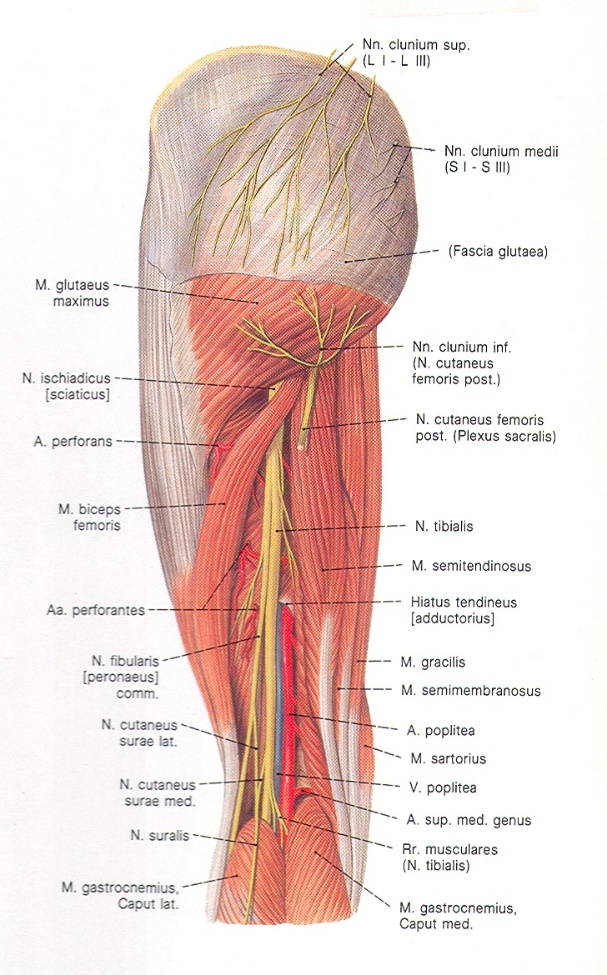 Nn. clunium sup.
(L I - L III)
Nn. clunium medii
(S I - S III)
(Fascia glutaea)
M. glutaeus
maximus
Nn. clunium inf.
(N. cutaneus
femoris post.)
N. ischiadicus
[sciaticus]
N. cutaneus femoris
post. (Plexus sacralis)
A. perforans
M. biceps
femoris
N. tibialis
M. semitendinosus
Aa. perforantes
Hiatus tendineus
[adductorius]
N. fibularis
[peronaeus]
comm.
M. gracilis
M. semimembranosus
N. cutaneus
surae lat.
A. poplitea
M. sartorius
N. cutaneus
surae med.
V. poplitea
A. sup. med. genus
N. suralis
Rr. musculares
(N. tibialis)
M. gastrocnemius,
Caput lat.
M. gastrocnemius,
Caput med.